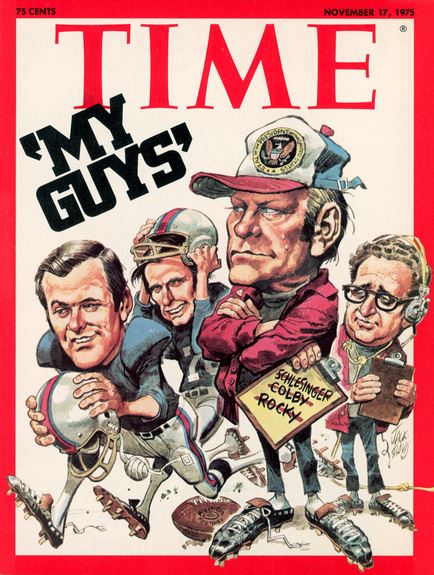 75 CENTS
NOVEMBER 17, 1975
TIME
®
'MY
GUYS'
SCHLESINGER
COLBY
ROCKY